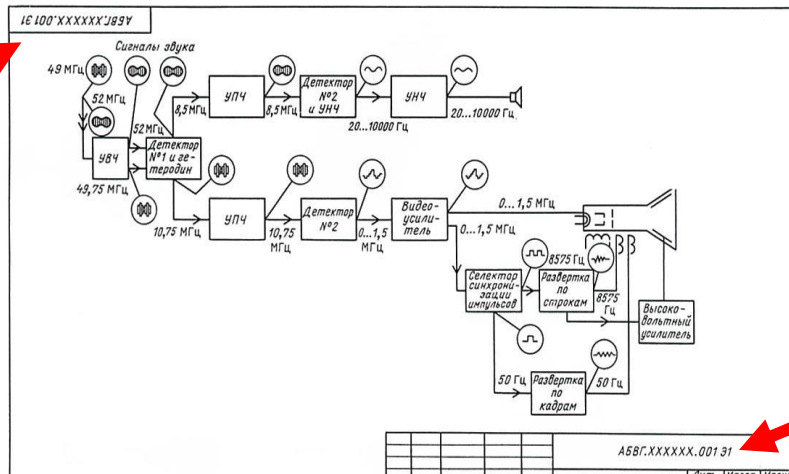 АБВГ.XXXXXX.001 Э1
Сигналы звука
49 МГц
52 МГц
УПЧ
8,5 МГц
8,5 МГц
Детектор
№2
и УНЧ
УНЧ
20...10000 Гц
20...10000 Гц
52 МГц
УВЧ
Детектор
№1 и ге-
теродин
49,75 МГц
10,75 МГц
УПЧ
10,75
МГц
Детектор
№2
0...1,5
МГц
Видео-
усили-
тель
0...1,5 МГц
0...1,5 МГц
8575 Гц
Селектор
синхрони-
зации
импульсов
Развертка
по
строкам
8575
Гц
Высоко-
вольтный
усилитель
50 Гц
Развертка
по
кадрам
50 Гц
АБВГ.XXXXXX.001 Э1